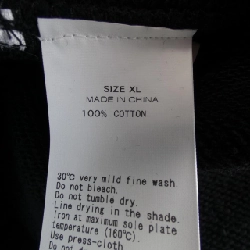 SIZE XL
MADE IN CHINA
100% COTTON
30℃ very mild fine wash.
Do not bleach.
Do not tumble dry.
Line drying in the shade.
Iron at maximum sole plate
temperature (160℃).
Use press-cloth